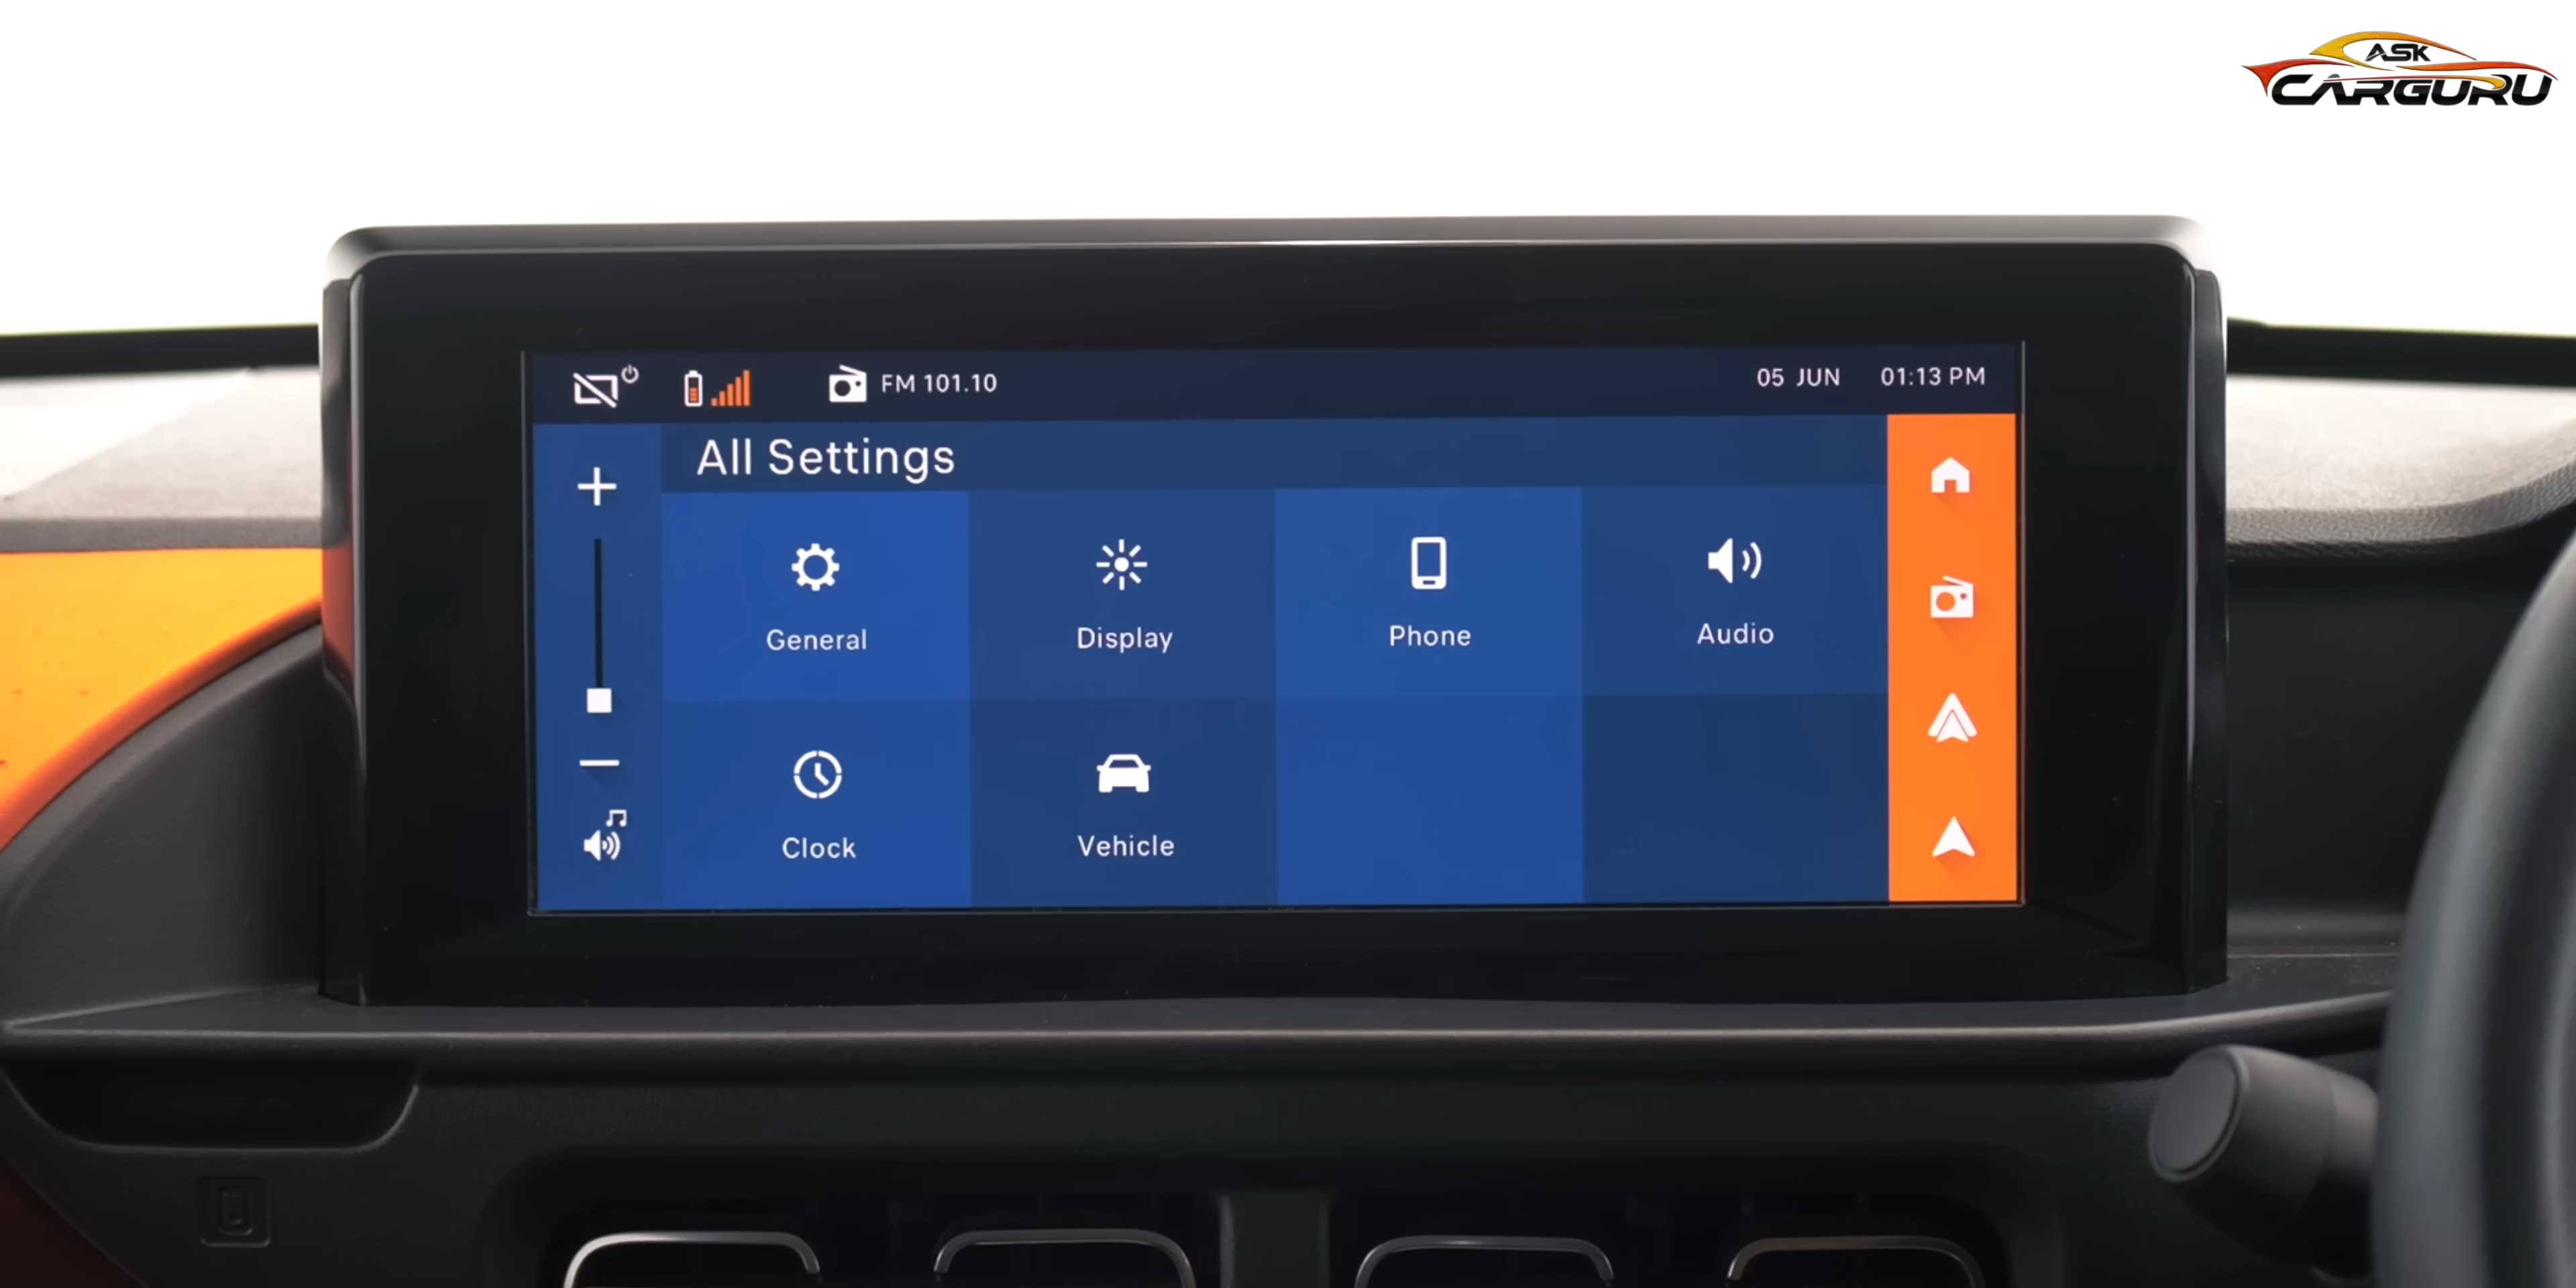 ASK
CARGURU
FM 101.10
05 JUN 01:13 PM
All Settings
General Display Phone Audio
Clock Vehicle